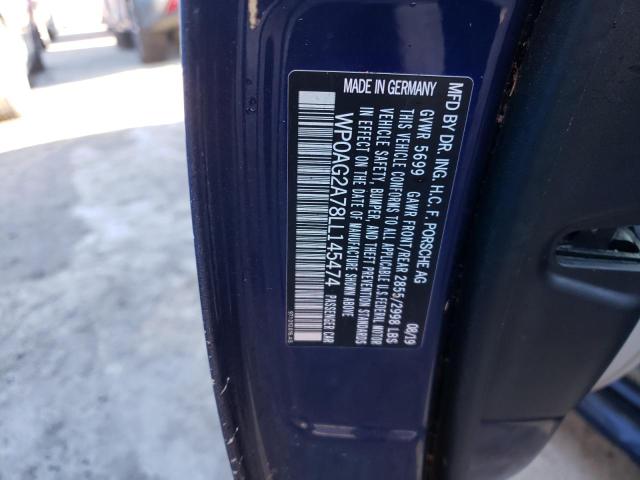 MFD BY DR. ING. H.C. F. PORSCHE AG
08/19
GVWR 5699 GAWR FRONT/REAR 2855/2998 LBS
THIS VEHICLE CONFORMS TO ALL APPLICABLE U.S. FEDERAL MOTOR
VEHICLE SAFETY, BUMPER, AND THEFT PREVENTION STANDARDS
IN EFFECT ON DATE OF MANUFACTURE SHOWN ABOVE
WP0AG2A78LL145474
PASSENGER CAR
MADE IN GERMANY